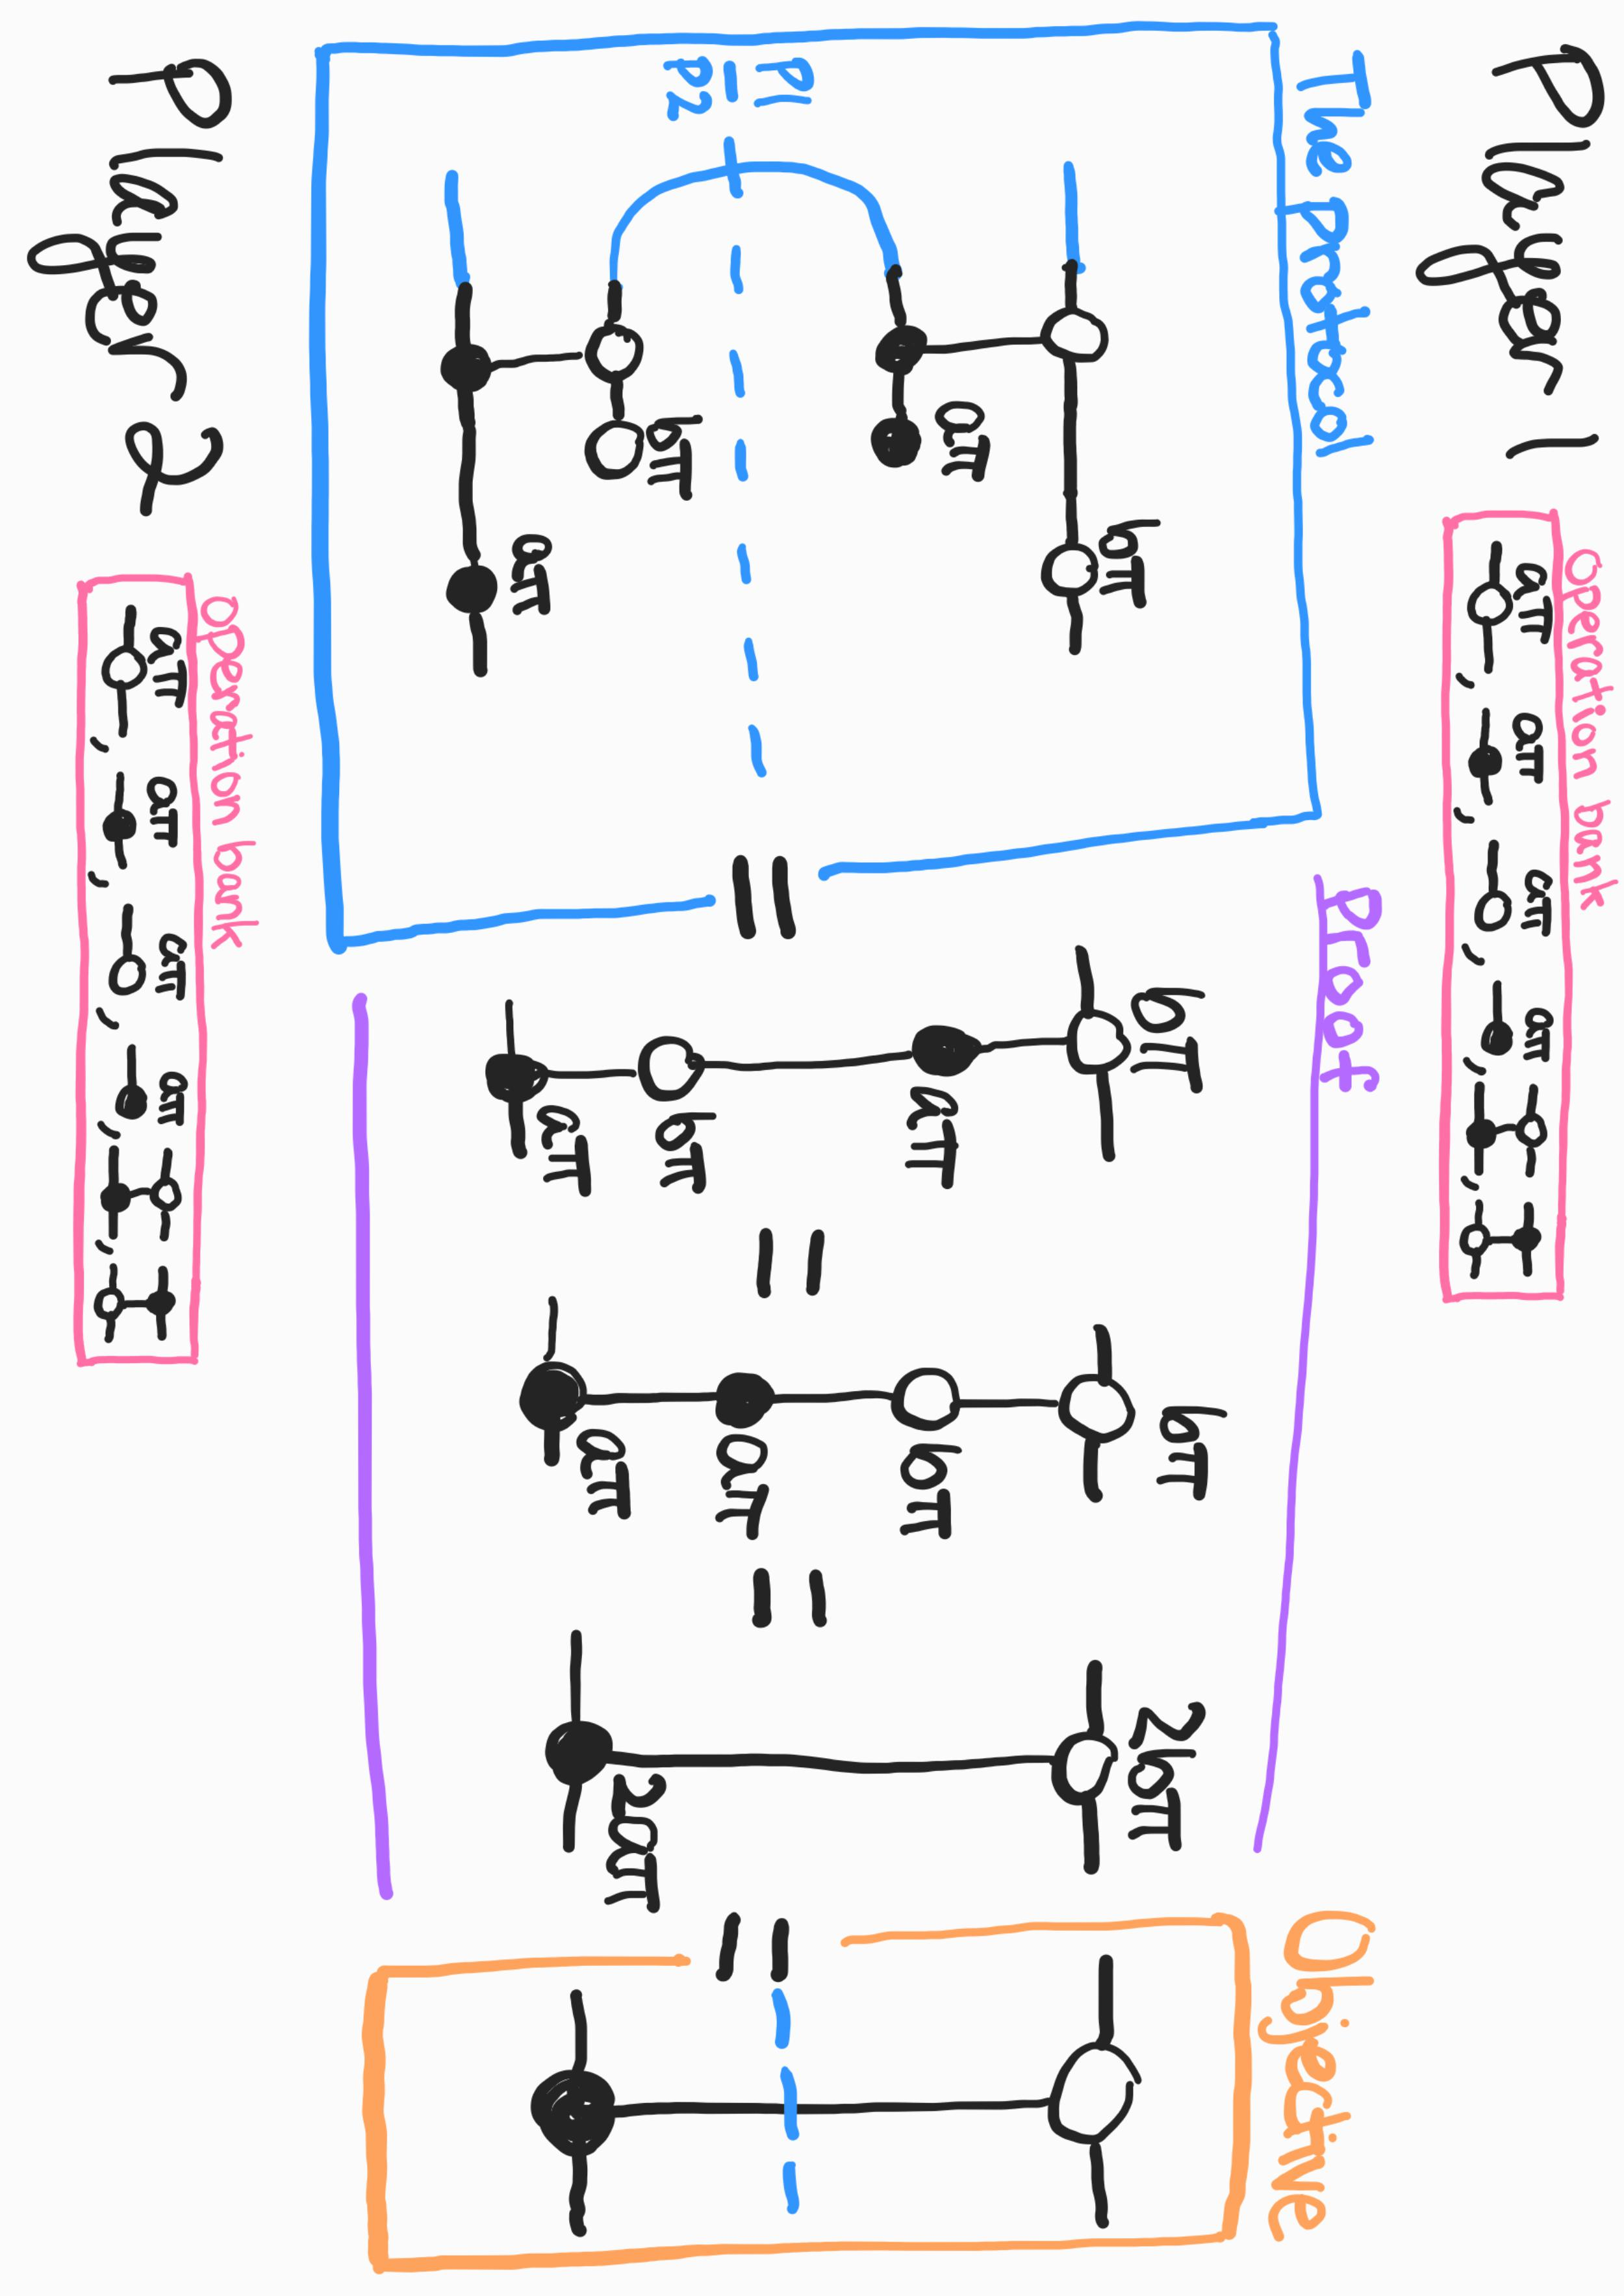 Player 1
Operation bank
aπ , aπ , aπ , aπ , ,
The Protocol
P1
P2
bπ
aπ
bπ
aπ
=
Proof
bπ
aπ
bπ
aπ
=
bπ
bπ
aπ
aπ
=
2bπ
2aπ
=
Objective
Player 2
Operation bank
aπ , aπ , aπ , aπ , ,